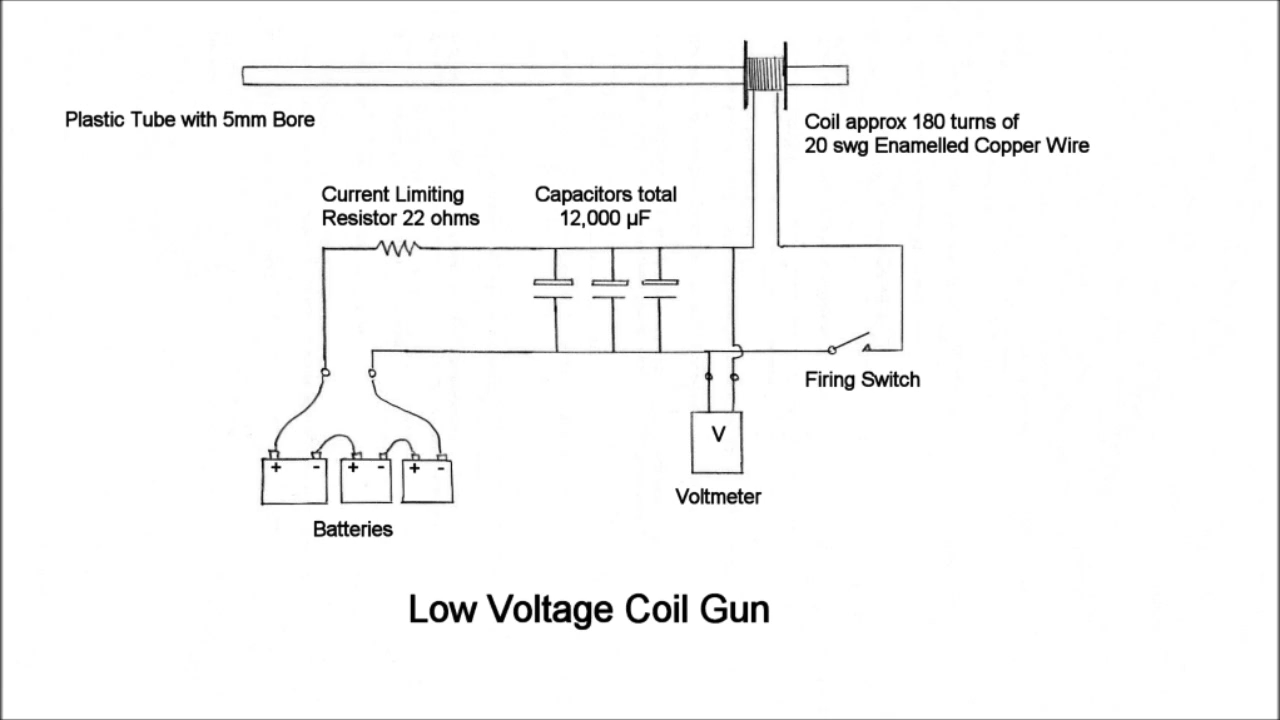 Plastic Tube with 5mm Bore
Coil approx 180 turns of
20 swg Enamelled Copper Wire
Current Limiting
Resistor 22 ohms
Capacitors total
12,000 µF
Firing Switch
V
Voltmeter
+ - + - + -
Batteries
Low Voltage Coil Gun